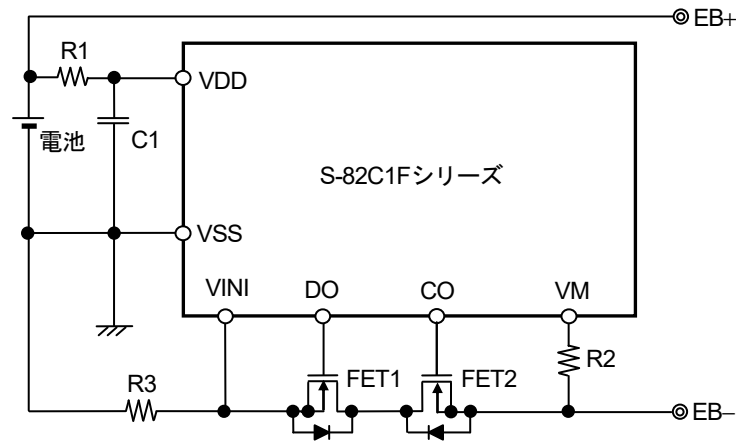 EB+
R1
VDD
電池
C1
S-82C1Fシリーズ
VSS
VINI
DO
CO
VM
R3
FET1
FET2
R2
EB−